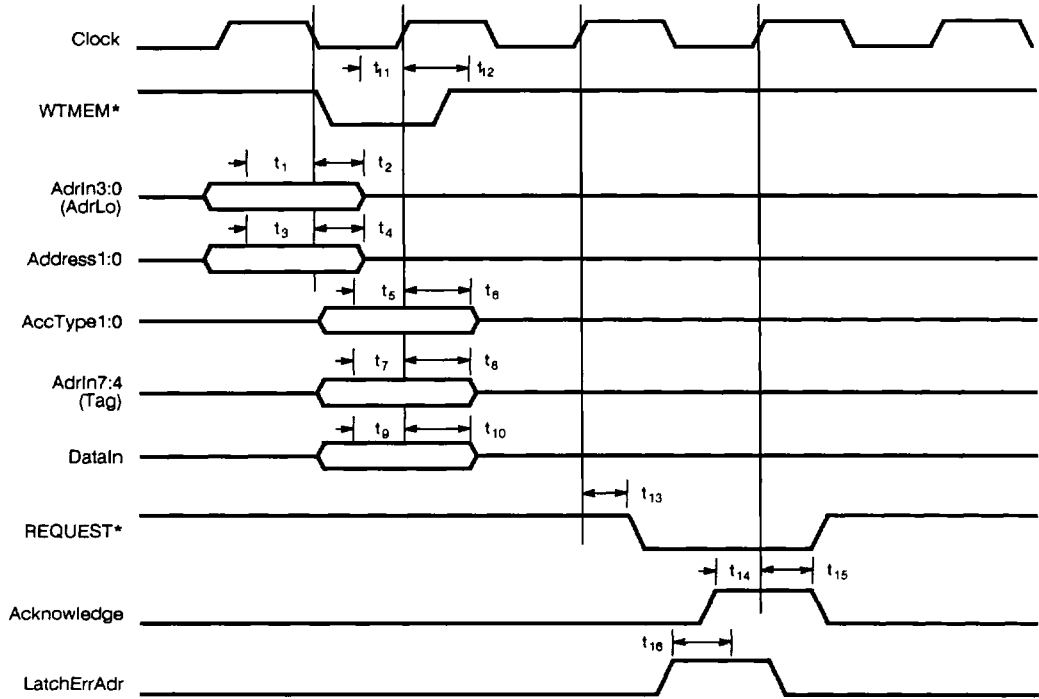 Clock
t11 t12
WTMEM*
t1 t2
AdrIn3:0
(AdrLo)
t3 t4
Address1:0
t5 t6
AccType1:0
t7 t8
AdrIn7:4
(Tag)
t9 t10
DataIn
t13
REQUEST*
t14 t15
Acknowledge
t16
LatchErrAdr